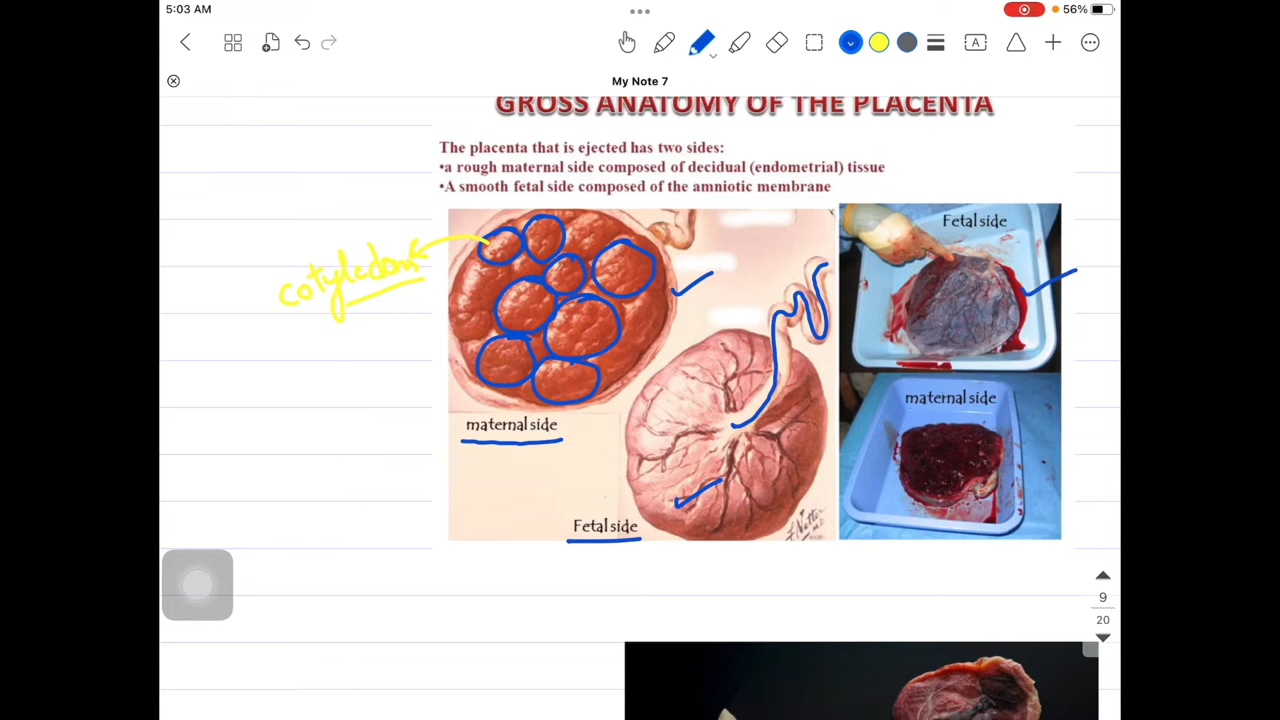 5:03 AM
56%
A
My Note 7
GROSS ANATOMY OF THE PLACENTA
The placenta that is ejected has two sides:
•a rough maternal side composed of decidual (endometrial) tissue
•A smooth fetal side composed of the amniotic membrane
Fetal side
cotyledons
maternal side
maternal side
Fetal side
F. Netter
M.D.
9
20